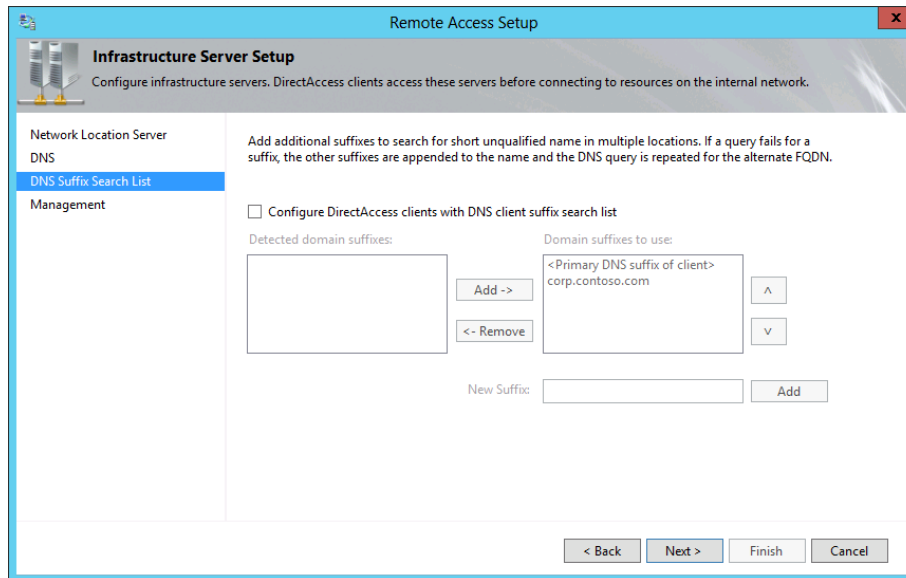 Remote Access Setup
x
Infrastructure Server Setup
Configure infrastructure servers. DirectAccess clients access these servers before connecting to resources on the internal network.
Network Location Server
DNS
DNS Suffix Search List
Management
Add additional suffixes to search for short unqualified name in multiple locations. If a query fails for a
suffix, the other suffixes are appended to the name and the DNS query is repeated for the alternate FQDN.
Configure DirectAccess clients with DNS client suffix search list
Detected domain suffixes:
Domain suffixes to use:
<Primary DNS suffix of client>
corp.contoso.com
Add ->
<- Remove
^
v
New Suffix:
Add
< Back
Next >
Finish
Cancel